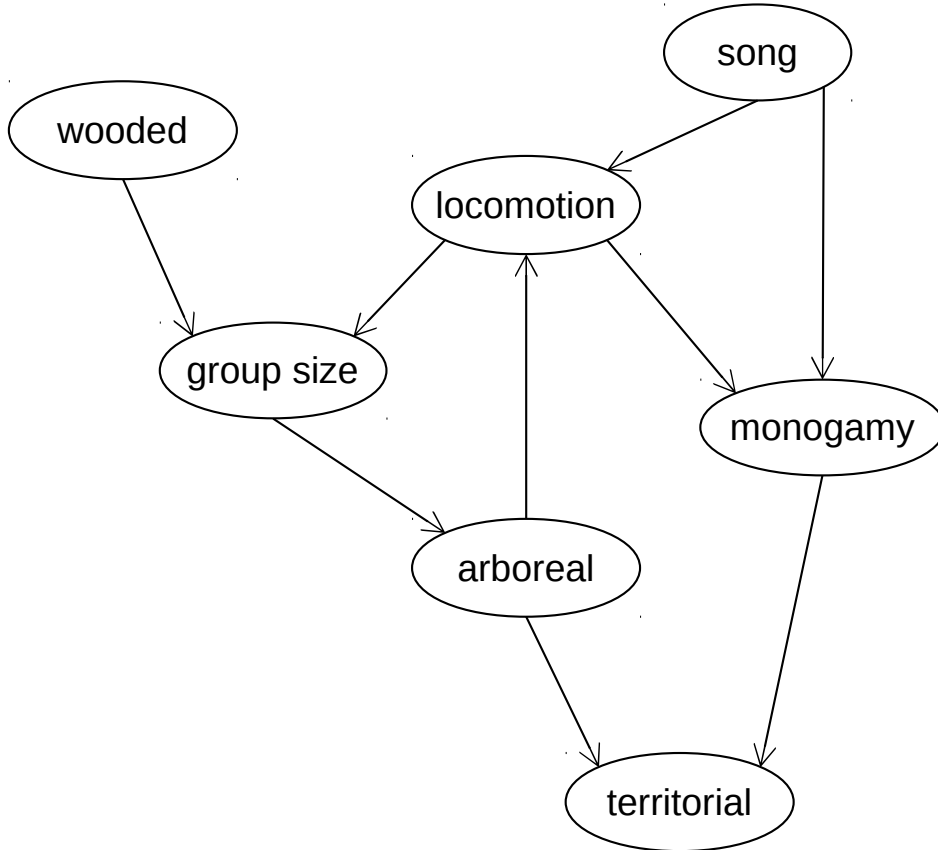 song
wooded
locomotion
group size
monogamy
arboreal
territorial